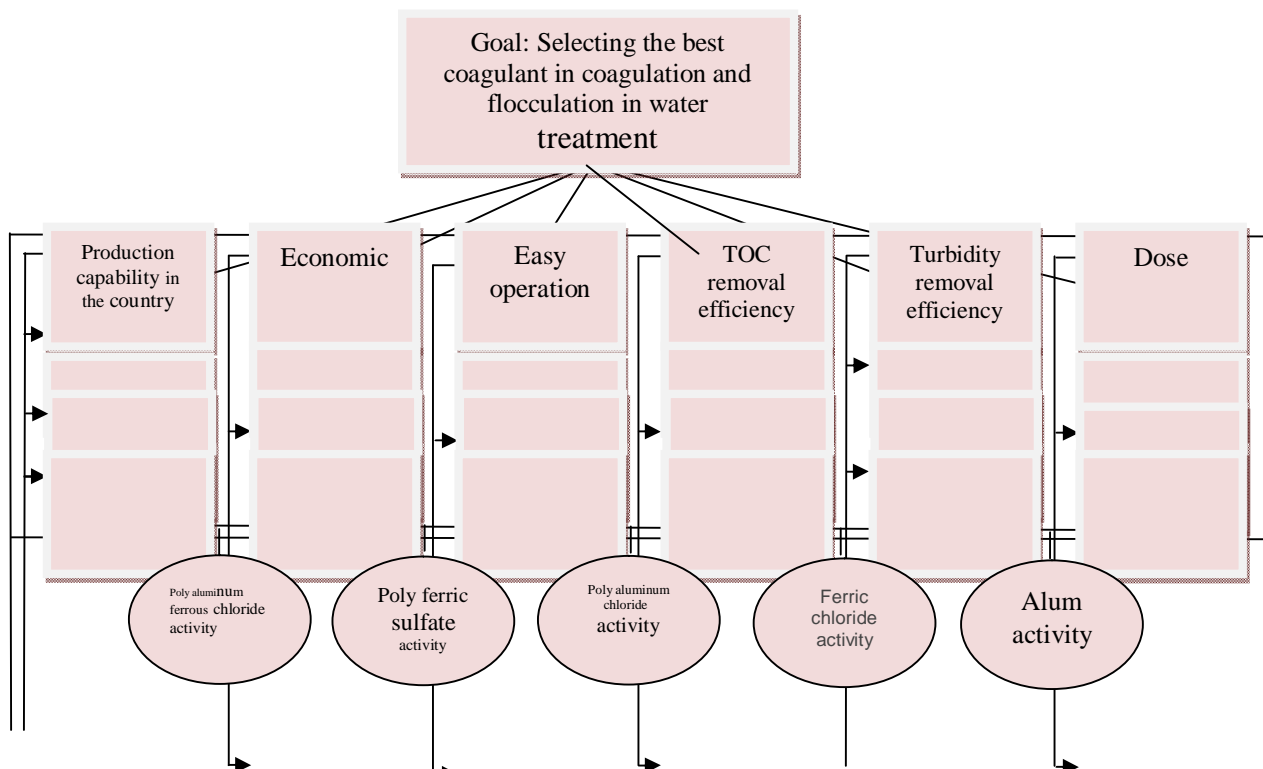 Goal: Selecting the best
coagulant in coagulation and
flocculation in water
treatment
Production
capability in
the country
Economic
Easy
operation
TOC
removal
efficiency
Turbidity
removal
efficiency
Dose
Poly aluminum
ferrous chloride
activity
Poly ferric
sulfate
activity
Poly aluminum
chloride
activity
Ferric
chloride
activity
Alum
activity